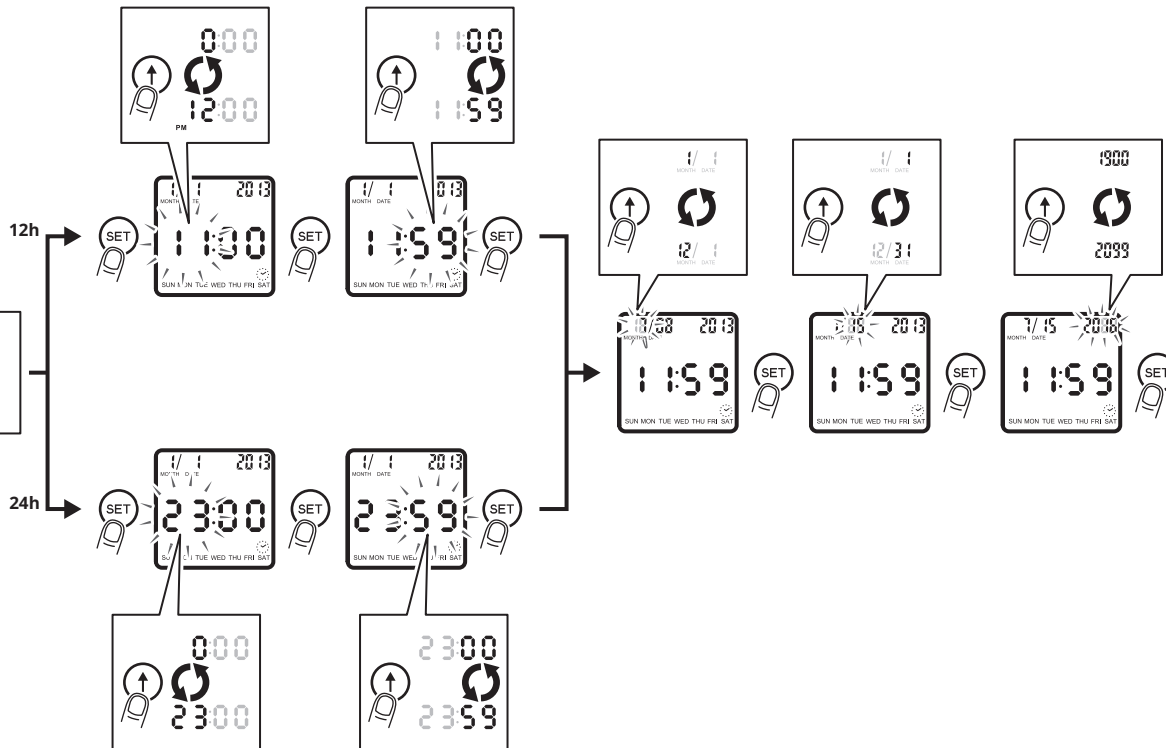 0:00
12:00
PM
11:00
11:59
12h
SET
1/ 1 2013
MONTH
11:00
SUN TUE WED THU FRI SAT
SET
1/ 1
MONTH DATE
11:59
SUN MON TUE WED FRI SAT
SET
1/ 1
MONTH DATE
12/ 1
MONTH DATE
1/ 1
MONTH DATE
12/31
MONTH DATE
1900
2099
2013
11:59
SUN MON TUE WED THU FRI SAT
SET
2013
MONTH DATE
11:59
SUN MON TUE WED THU FRI SAT
SET
7/ 15 2016
MONTH DATE
11:59
SUN MON TUE WED THU FRI SAT
SET
24h
SET
1/ 1 2013
23:00
TUE WED THU FRI SAT
SET
1/ 1 2013
MONTH DATE
23:59
SUN MON TUE WED FRI SAT
SET
0:00
23:00
23:00
23:59